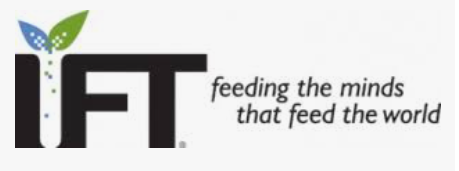 IFT
feeding the minds
that feed the world